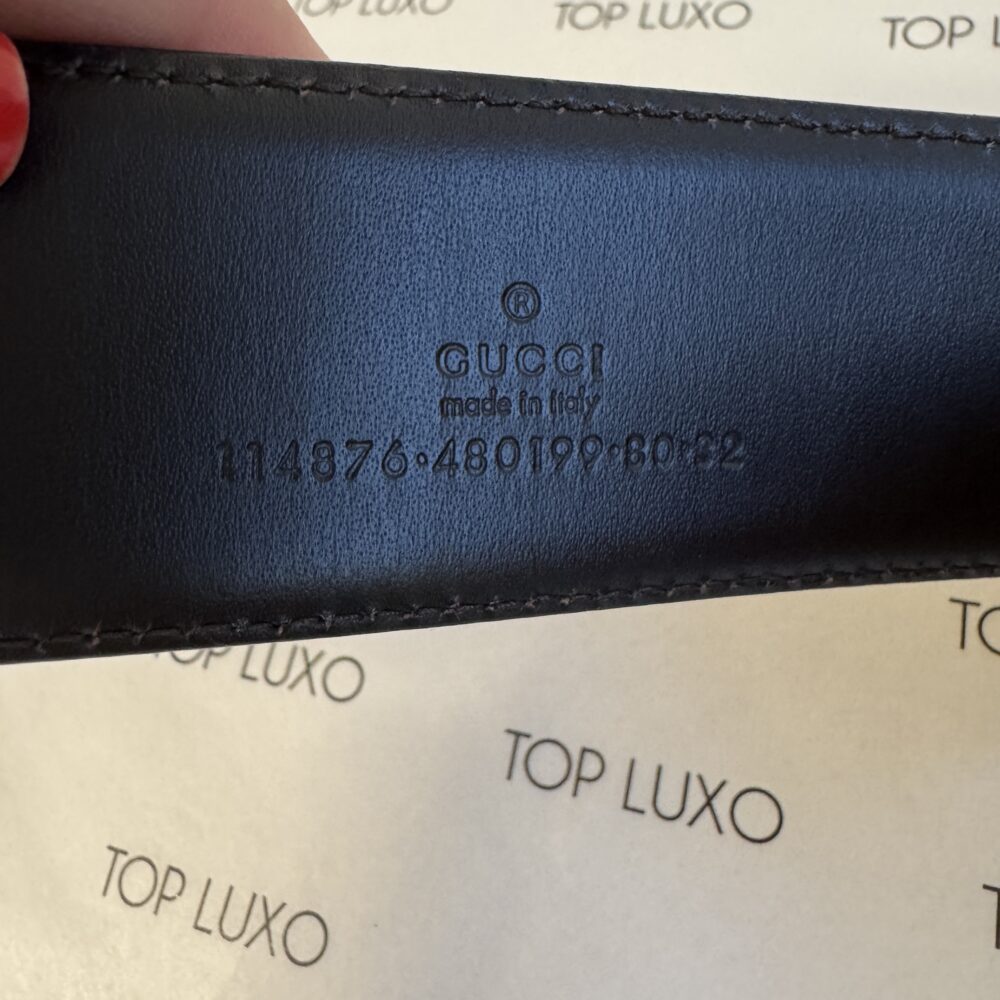 TOP LUXO
TOP LUXO
TOP L
®
GUCCI
made in italy
114876·480199·80·32
TOP LUXO
TOP LUXO
TOP LUXO